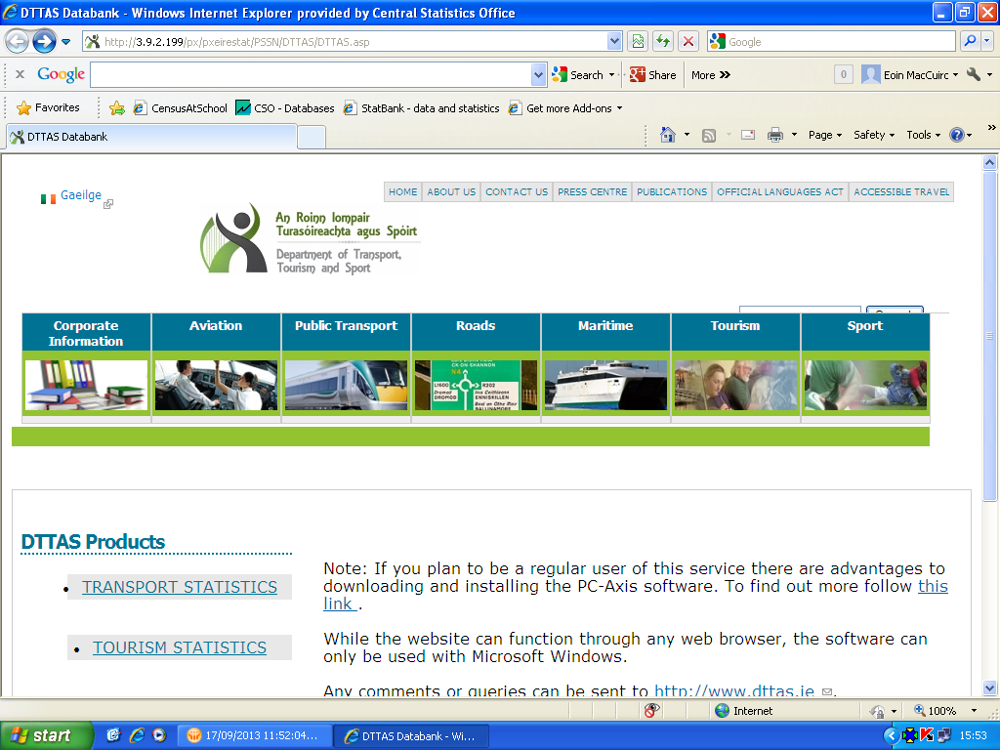 DTTAS Databank - Windows Internet Explorer provided by Central Statistics Office
http://3.9.2.199/px/pxeirestat/PSSN/DTTAS/DTTAS.asp
Google
x Google
Search
Share
More »
0
Eoin MacCuirc
Favorites
CensusAtSchool
CSO - Databases
StatBank - data and statistics
Get more Add-ons
DTTAS Databank
Page
Safety
Tools
»
Gaeilge
HOME
ABOUT US
CONTACT US
PRESS CENTRE
PUBLICATIONS
OFFICIAL LANGUAGES ACT
ACCESSIBLE TRAVEL
An Roinn Iompair
Turasóireachta agus Spóirt
Department of Transport,
Tourism and Sport
Corporate
Information
Aviation
Public Transport
Roads
Maritime
Tourism
Sport
CK-ON-SHANNON
N4
L1600
Dromad
DROMOD
R202
ENNISKILLEN
BALLINAMORE
DTTAS Products
• TRANSPORT STATISTICS
• TOURISM STATISTICS
Note: If you plan to be a regular user of this service there are advantages to
downloading and installing the PC-Axis software. To find out more follow this
link .
While the website can function through any web browser, the software can
only be used with Microsoft Windows.
Any comments or queries can be sent to http://www.dttas.ie .
Internet
100%
start
17/09/2013 11:52:04...
DTTAS Databank - Wi...
15:53